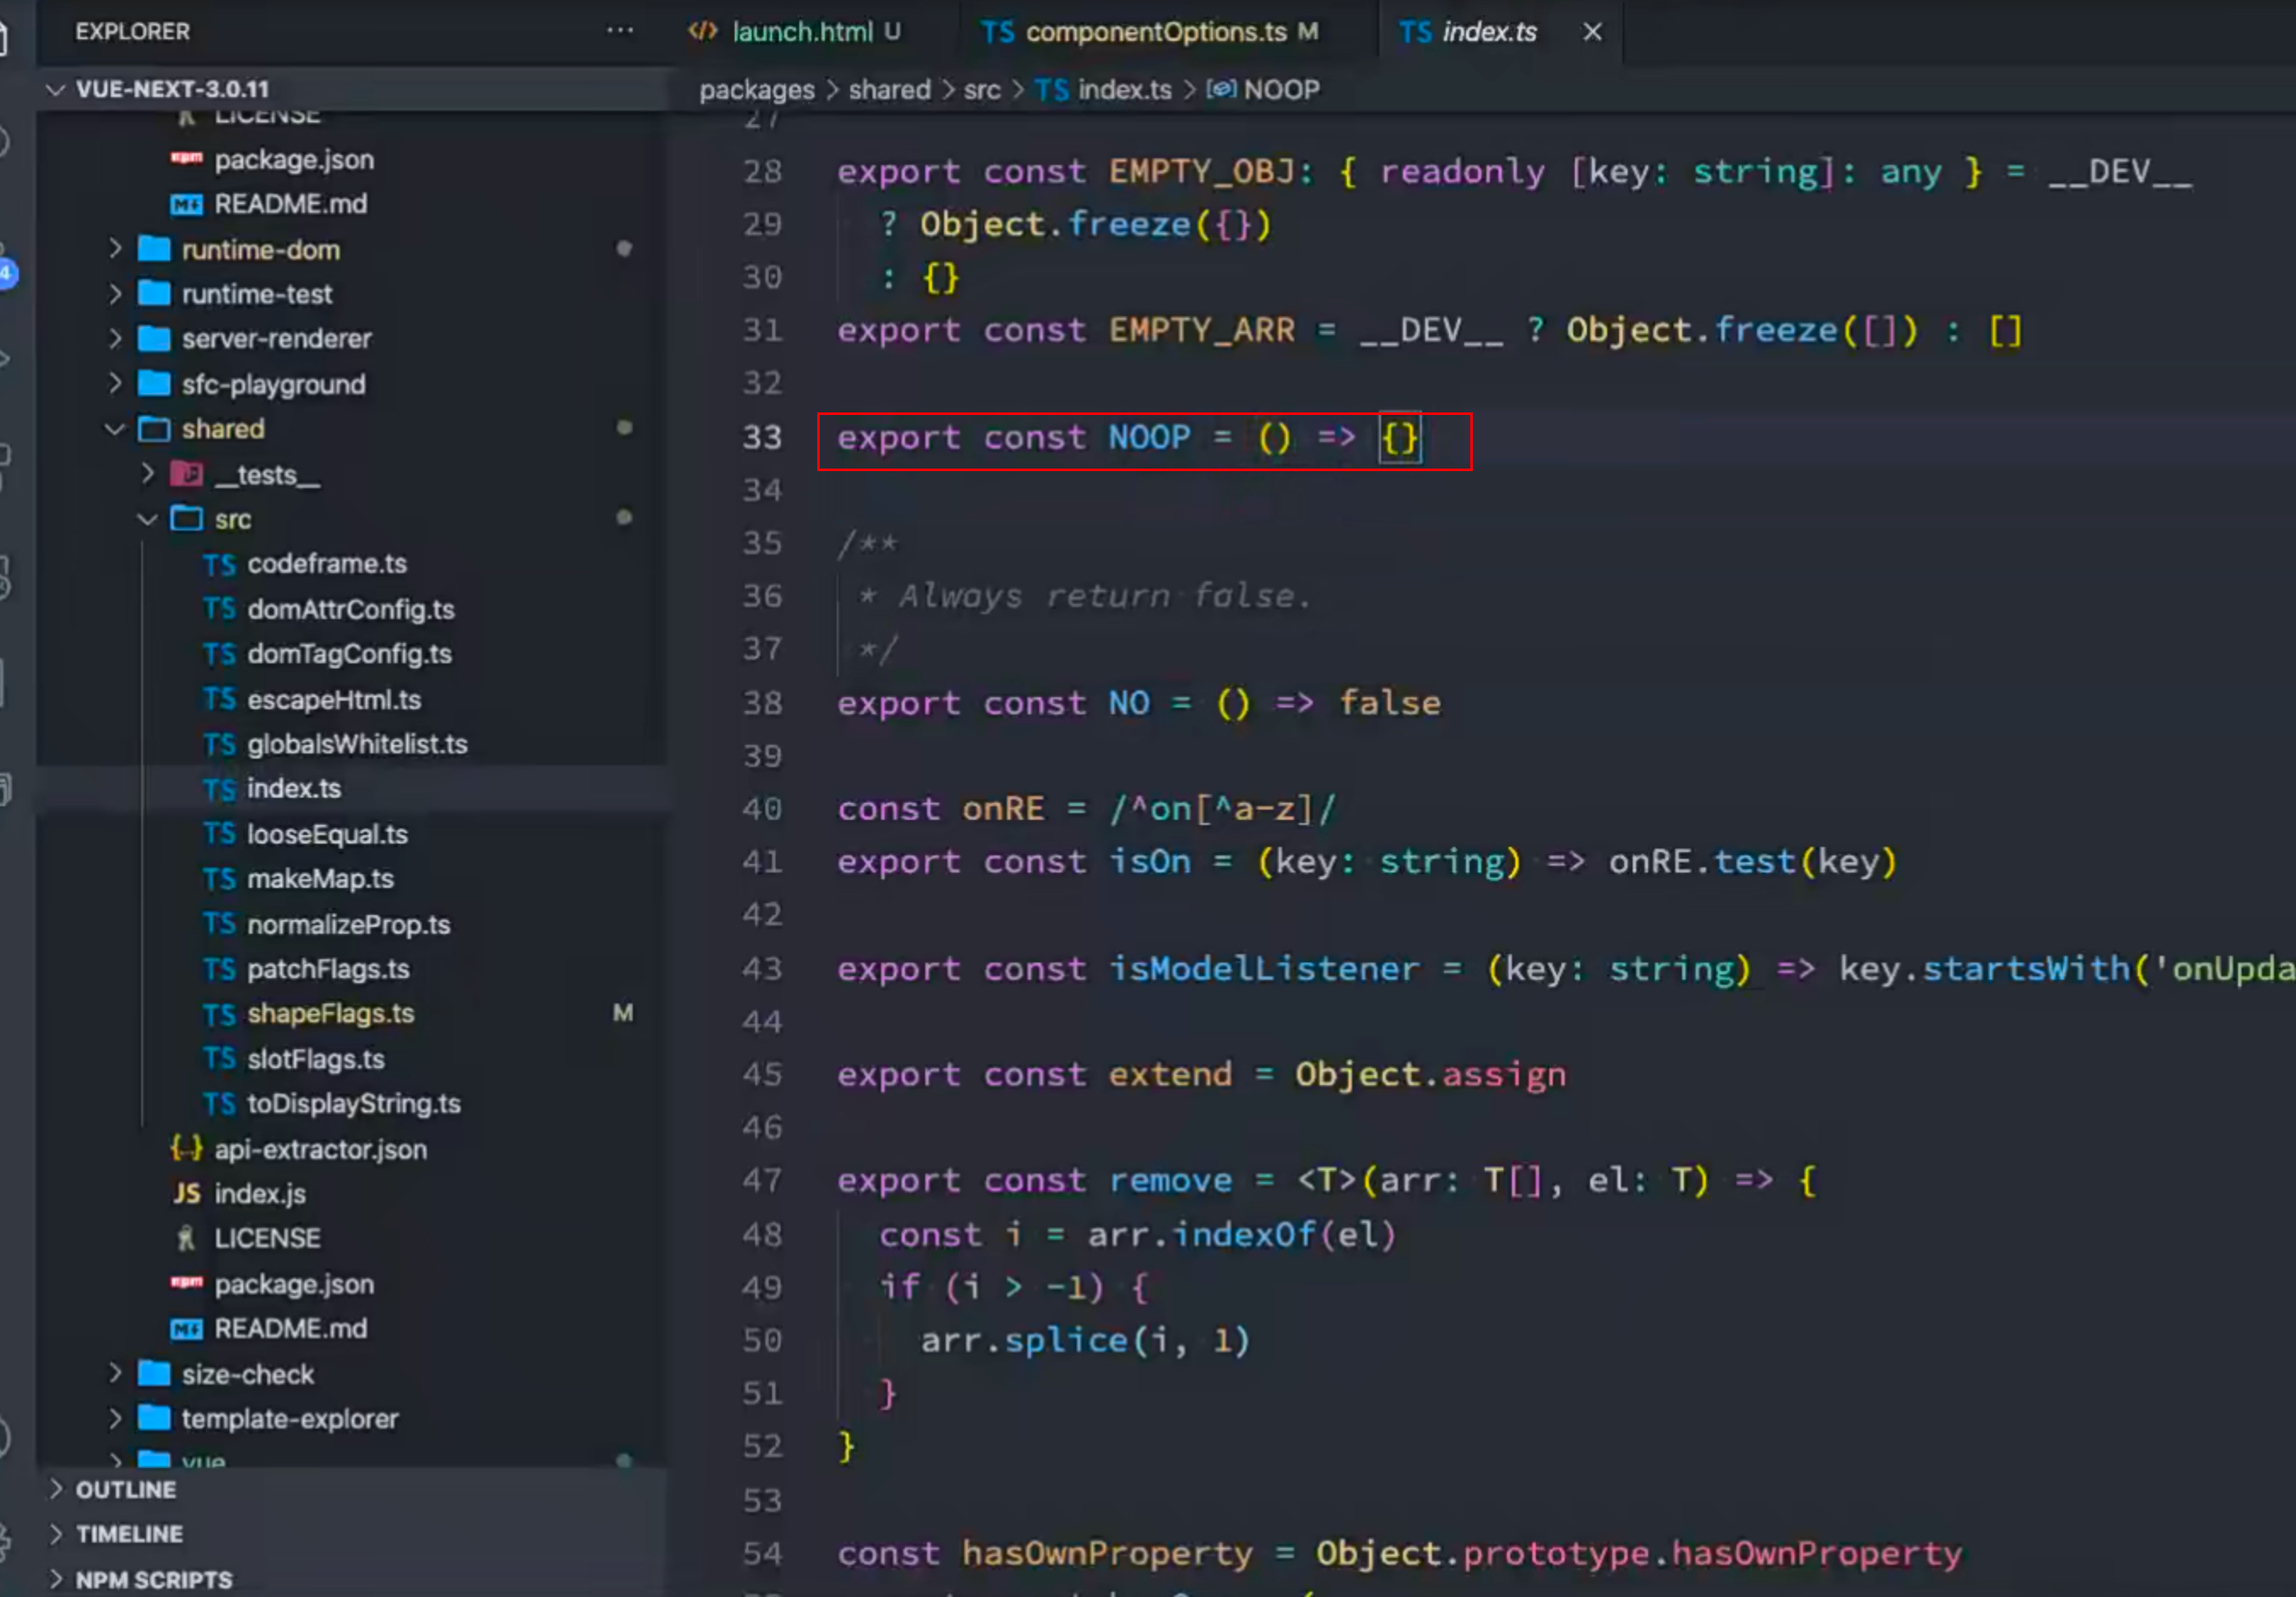 EXPLORER ···
VUE-NEXT-3.0.11
LICENSE
package.json
README.md
runtime-dom
runtime-test
server-renderer
sfc-playground
shared
__tests__
src
TS codeframe.ts
TS domAttrConfig.ts
TS domTagConfig.ts
TS escapeHtml.ts
TS globalsWhitelist.ts
TS index.ts
TS looseEqual.ts
TS makeMap.ts
TS normalizeProp.ts
TS patchFlags.ts
TS shapeFlags.ts M
TS slotFlags.ts
TS toDisplayString.ts
{..} api-extractor.json
JS index.js
LICENSE
package.json
README.md
size-check
template-explorer
vue
OUTLINE
TIMELINE
NPM SCRIPTS
4
</> launch.html U
TS componentOptions.ts M
TS index.ts ×
packages > shared > src > TS index.ts > NOOP
27
28 export const EMPTY_OBJ: { readonly [key: string]: any } = __DEV__
29 ? Object.freeze({})
30 : {}
31 export const EMPTY_ARR = __DEV__ ? Object.freeze([]) : []
32
33 export const NOOP = () => {}
34
35 /**
36 * Always return false.
37 */
38 export const NO = () => false
39
40 const onRE = /^on[^a-z]/
41 export const isOn = (key: string) => onRE.test(key)
42
43 export const isModelListener = (key: string) => key.startsWith('onUpda
44
45 export const extend = Object.assign
46
47 export const remove = <T>(arr: T[], el: T) => {
48 const i = arr.indexOf(el)
49 if (i > -1) {
50 arr.splice(i, 1)
51 }
52 }
53
54 const hasOwnProperty = Object.prototype.hasOwnProperty